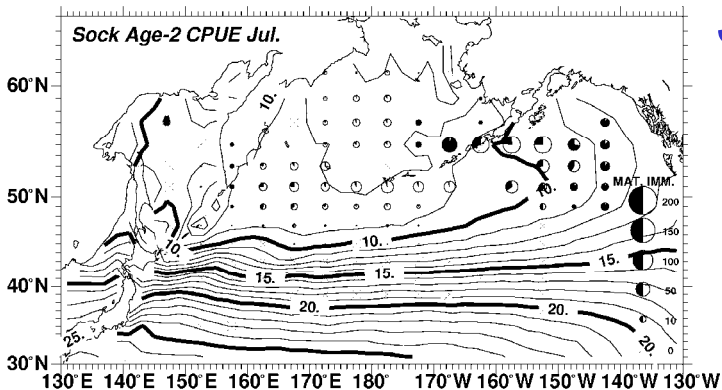 Sock Age-2 CPUE Jul.
60°N
50°N
40°N
30°N
10.
10.
10.
10.
15.
15.
15.
20.
20.
20.
25.
MAT. IMM.
200
150
100
50
10
0
130°E 140°E 150°E 160°E 170°E 180° 170°W 160°W 150°W 140°W 130°W